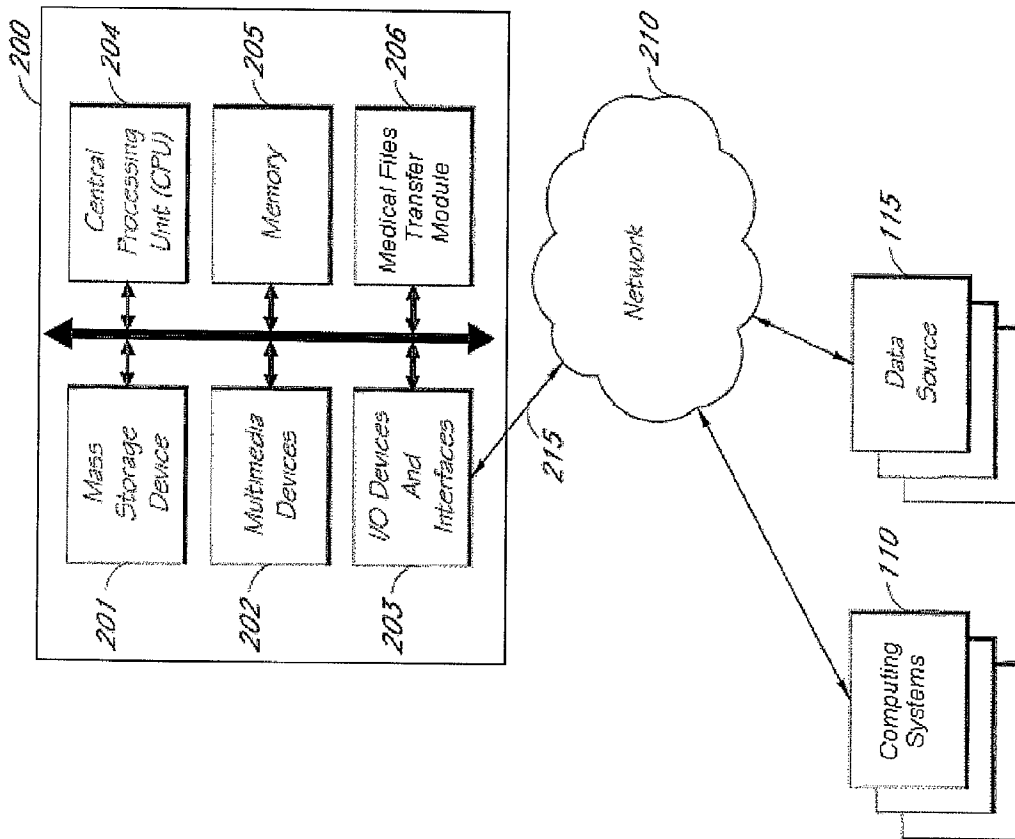 200
201
Mass
Storage
Device
204
Central
Processing
Unit (CPU)
202
Multimedia
Devices
205
Memory
203
I/O Devices
And
Interfaces
206
Medical Files
Transfer
Module
215
Network
210
110
Computing
Systems
115
Data
Source